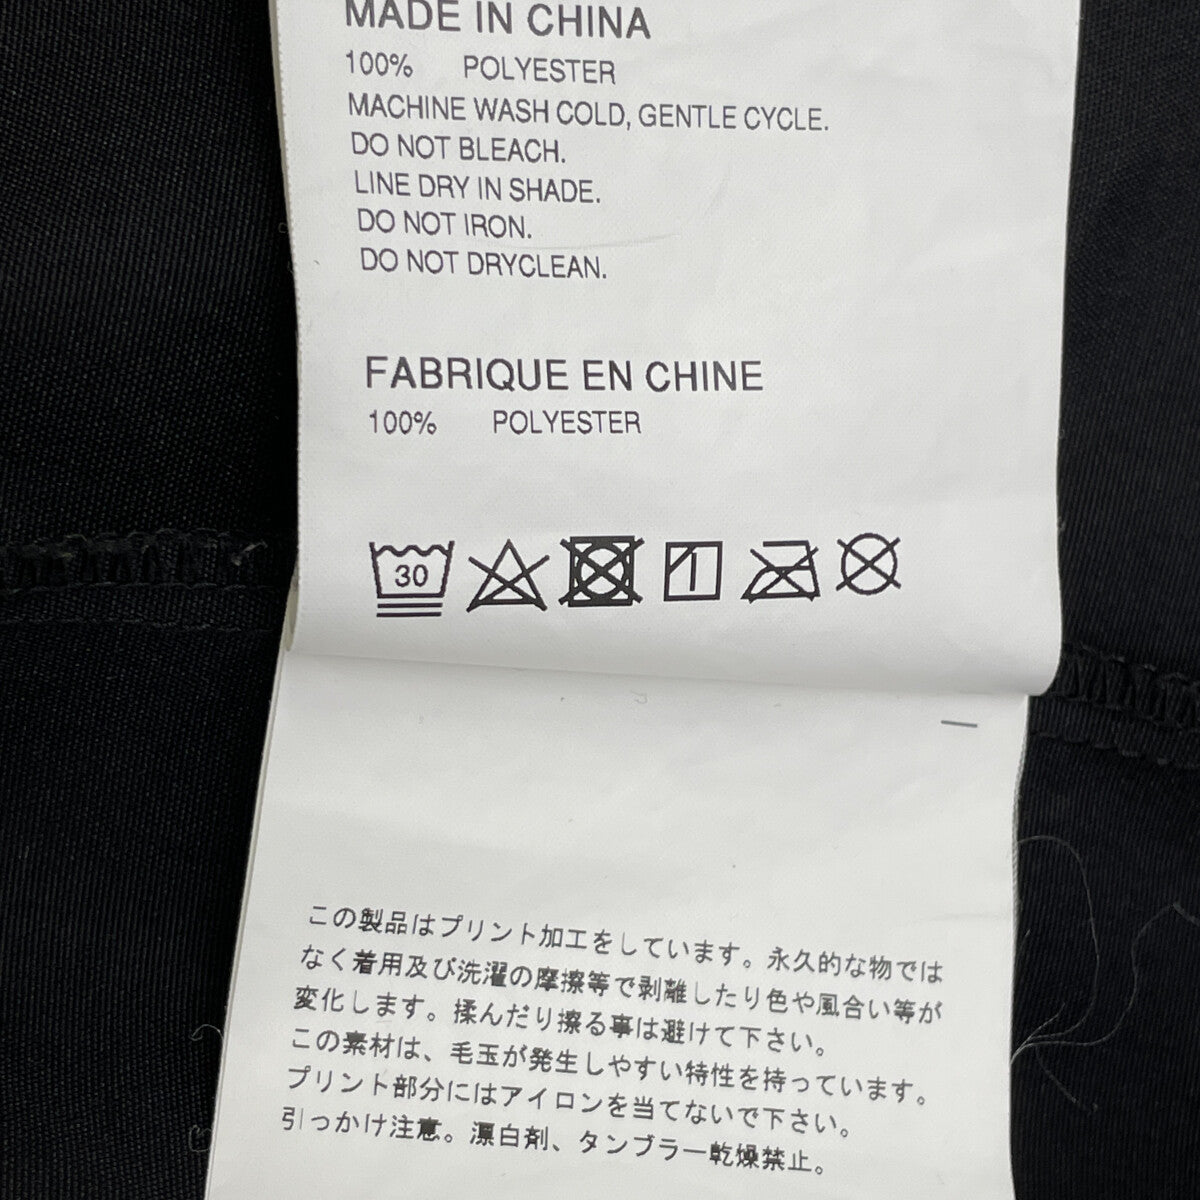 MADE IN CHINA
100% POLYESTER
MACHINE WASH COLD, GENTLE CYCLE.
DO NOT BLEACH.
LINE DRY IN SHADE.
DO NOT IRON.
DO NOT DRYCLEAN.
FABRIQUE EN CHINE
100% POLYESTER
30
この製品はプリント加工をしています。永久的な物では
なく着用及び洗濯の摩擦等で剥離したり色や風合い等が
変化します。揉んだり擦る事は避けて下さい。
この素材は、毛玉が発生しやすい特性を持っています。
プリント部分にはアイロンを当てないで下さい。
引っかけ注意。漂白剤、タンブラー乾燥禁止。